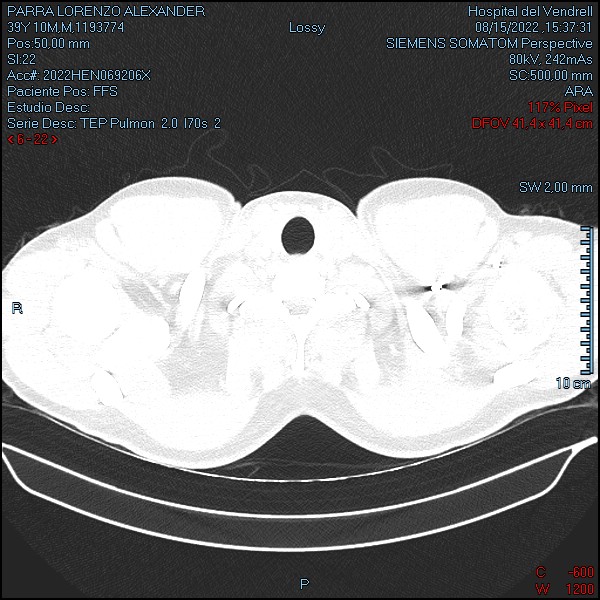 PARRA LORENZO ALEXANDER
39Y 10M,M,1193774
Pos:50,00 mm
SI:22
Acc#: 2022HEN069206X
Paciente Pos: FFS
Estudio Desc:
Serie Desc: TEP Pulmon 2.0 I70s 2
< 6 - 22 >
Lossy
Hospital del Vendrell
08/15/2022 ,15:37:31
SIEMENS SOMATOM Perspective
80kV, 242mAs
SC:500,00 mm
ARA
117% Pixel
DFOV 41,4 x 41,4 cm
SW 2,00 mm
R
10 cm
P
C -600
W 1200